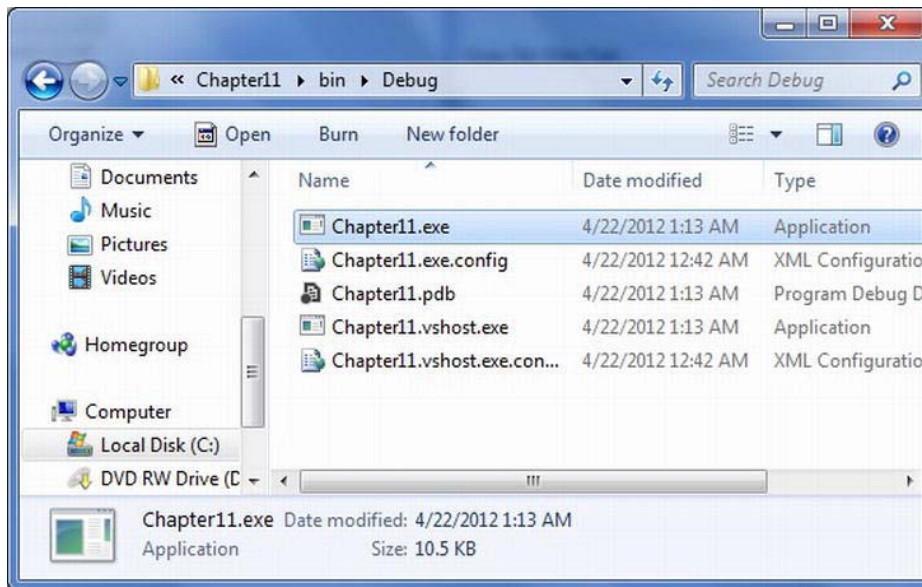 « Chapter11 ▸ bin ▸ Debug
Search Debug
Organize Open Burn New folder
Documents
Music
Pictures
Videos
Homegroup
Computer
Local Disk (C:)
DVD RW Drive (D
Name Date modified Type
Chapter11.exe 4/22/2012 1:13 AM Application
Chapter11.exe.config 4/22/2012 12:42 AM XML Configuratio
Chapter11.pdb 4/22/2012 1:13 AM Program Debug D
Chapter11.vshost.exe 4/22/2012 1:13 AM Application
Chapter11.vshost.exe.con... 4/22/2012 12:42 AM XML Configuratio
Chapter11.exe Date modified: 4/22/2012 1:13 AM
Application Size: 10.5 KB